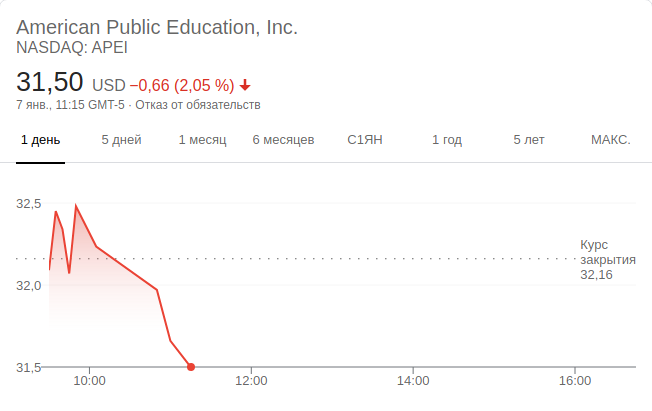 American Public Education, Inc.
NASDAQ: APEI
31,50 USD −0,66 (2,05 %)
7 янв., 11:15 GMT-5 · Отказ от обязательств
1 день 5 дней 1 месяц 6 месяцев С1ЯН 1 год 5 лет МАКС.
32,5
Курс
закрытия
32,16
32,0
31,5
10:00 12:00 14:00 16:00